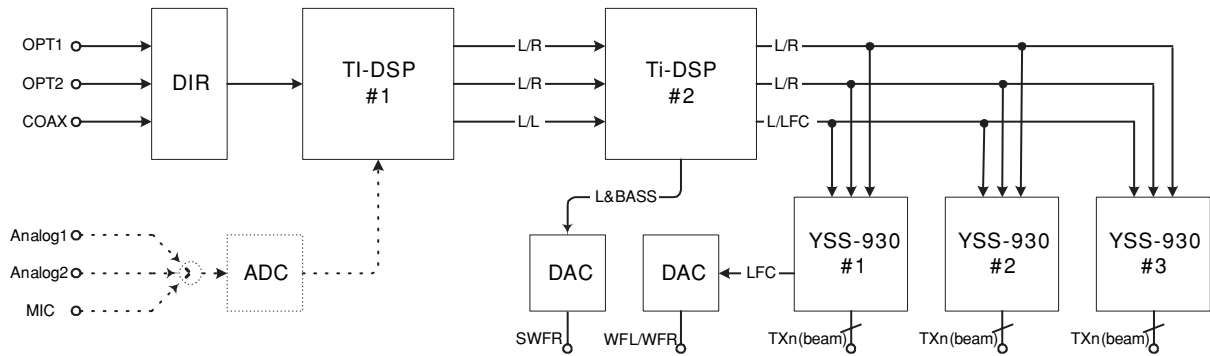 OPT1
OPT2
COAX
DIR
TI-DSP
#1
L/R
L/R
L/L
Ti-DSP
#2
L/R
L/R
L/LFC
L&BASS
Analog1
Analog2
MIC
ADC
DAC
DAC
LFC
YSS-930
#1
YSS-930
#2
YSS-930
#3
SWFR
WFL/WFR
TXn(beam)
TXn(beam)
TXn(beam)